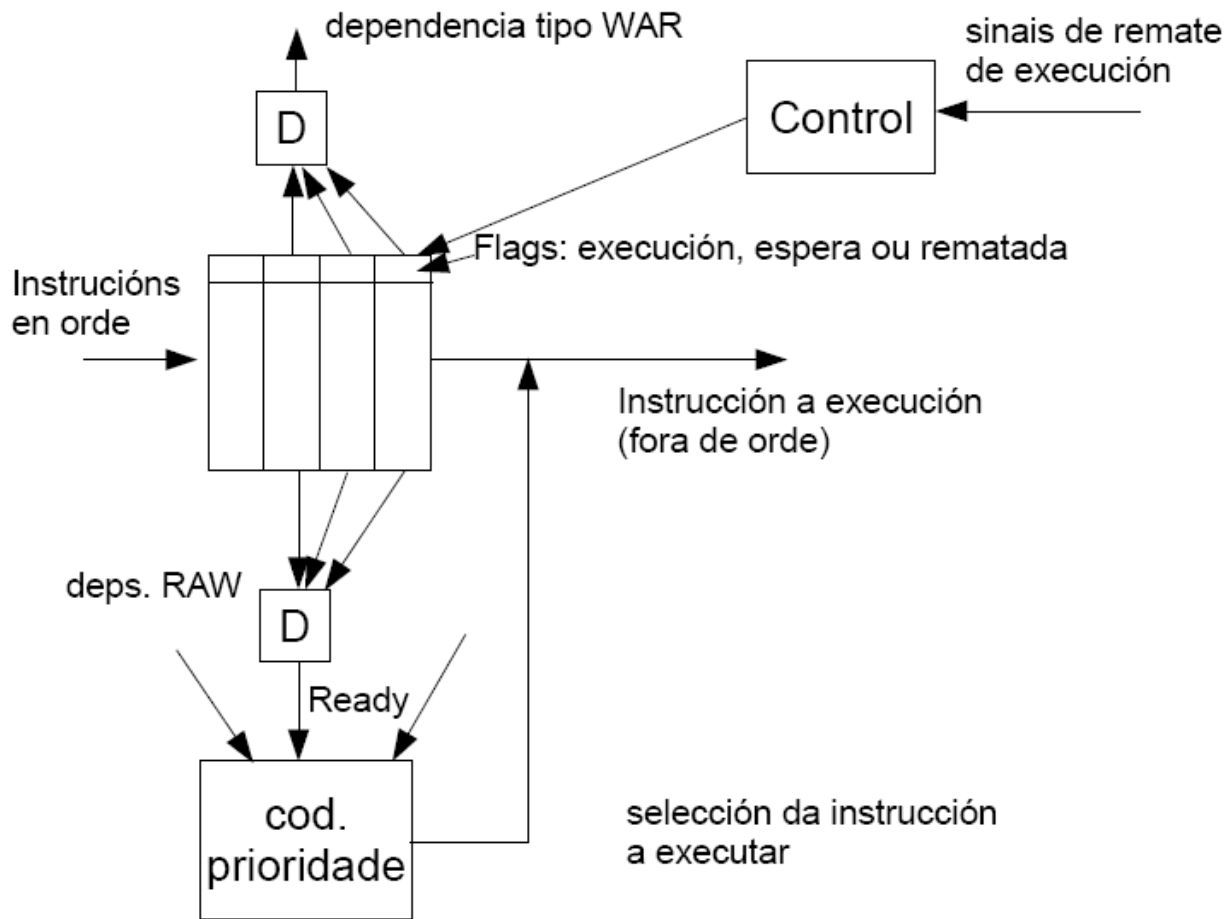 dependencia tipo WAR
sinais de remate
de execución
D
Control
Flags: execución, espera ou rematada
Instrucións
en orde
Instrucción a execución
(fora de orde)
deps. RAW
D
Ready
cod.
prioridade
selección da instrucción
a executar